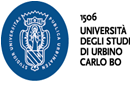 1506
UNIVERSITÀ
DEGLI STUDI
DI URBINO
CARLO BO